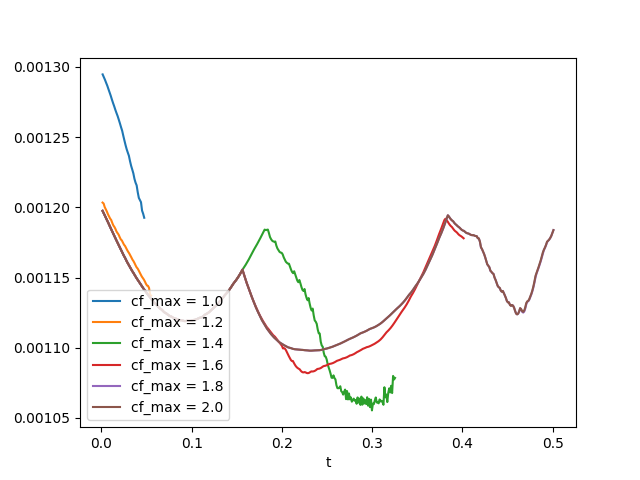 0.00130
0.00125
0.00120
0.00115
0.00110
0.00105
cf_max = 1.0
cf_max = 1.2
cf_max = 1.4
cf_max = 1.6
cf_max = 1.8
cf_max = 2.0
0.0 0.1 0.2 0.3 0.4 0.5
t